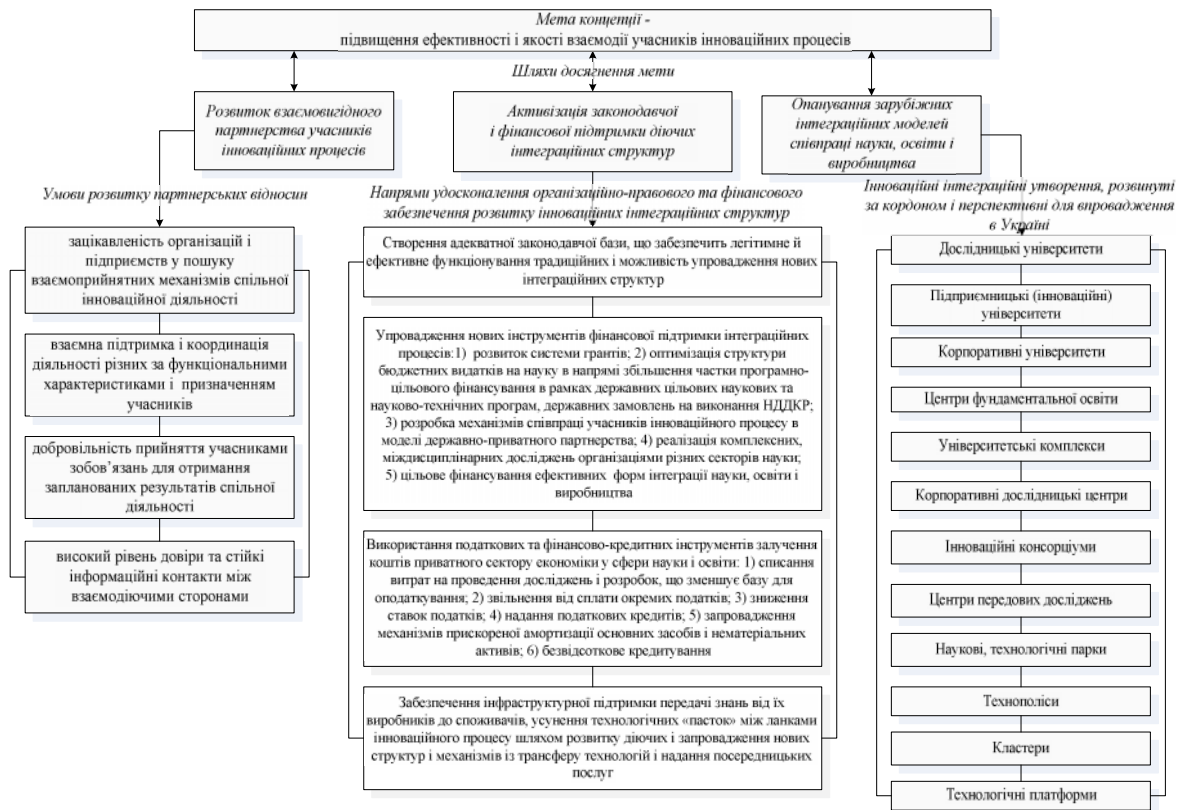 Мета концепції -
підвищення ефективності і якості взаємодії учасників інноваційних процесів
Шляхи досягнення мети
Розвиток взаємовигідного
партнерства учасників
інноваційних процесів
Активізація законодавчої
і фінансової підтримки діючих
інтеграційних структур
Опанування зарубіжних
інтеграційних моделей
співпраці науки, освіти і
виробництва
Умови розвитку партнерських відносин
зацікавленість організацій і
підприємств у пошуку
взаємоприйнятних механізмів спільної
інноваційної діяльності
взаємна підтримка і координація
діяльності різних за функціональними
характеристиками і призначенням
учасників
добровільність прийняття учасниками
зобов’язань для отримання
запланованих результатів спільної
діяльності
високий рівень довіри та стійкі
інформаційні контакти між
взаємодіючими сторонами
Напрями удосконалення організаційно-правового та фінансового
забезпечення розвитку інноваційних інтеграційних структур
Створення адекватної законодавчої бази, що забезпечить легітимне й
ефективне функціонування традиційних і можливість упровадження нових
інтеграційних структур
Упровадження нових інструментів фінансової підтримки інтеграційних
процесів:1) розвиток системи грантів; 2) оптимізація структури
бюджетних видатків на науку в напрямі збільшення частки програмно-
цільового фінансування в рамках державних цільових наукових та
науково-технічних програм, державних замовлень на виконання НДДКР;
3) розробка механізмів співпраці учасників інноваційного процесу в
моделі державно-приватного партнерства; 4) реалізація комплексних,
міждисциплінарних досліджень організаціями різних секторів науки;
5) цільове фінансування ефективних форм інтеграції науки, освіти і
виробництва
Використання податкових та фінансово-кредитних інструментів залучення
коштів приватного сектору економіки у сфери науки і освіти: 1) списання
витрат на проведення досліджень і розробок, що зменшує базу для
оподаткування; 2) звільнення від сплати окремих податків; 3) зниження
ставок податків; 4) надання податкових кредитів; 5) запровадження
механізмів прискореної амортизації основних засобів і нематеріальних
активів; 6) безвідсоткове кредитування
Забезпечення інфраструктурної підтримки передачі знань від їх
виробників до споживачів, усунення технологічних «пасток» між ланками
інноваційного процесу шляхом розвитку діючих і запровадження нових
структур і механізмів із трансферу технологій і надання посередницьких
послуг
Інноваційні інтеграційні утворення, розвинуті
за кордоном и перспективні для впровадження
в Україні
Дослідницькі університети
Підприємницькі (інноваційні)
університети
Корпоративні університети
Центри фундаментальної освіти
Університетські комплекси
Корпоративні дослідницькі центри
Інноваційні консорціуми
Центри передових досліджень
Наукові, технологічні парки
Технополіси
Кластери
Технологічні платформи